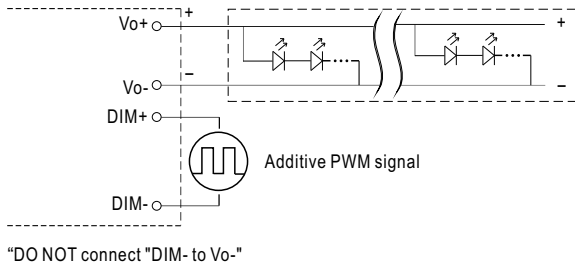 Vo+ + +
Vo- − −
DIM+
Additive PWM signal
DIM-
“DO NOT connect "DIM- to Vo-"